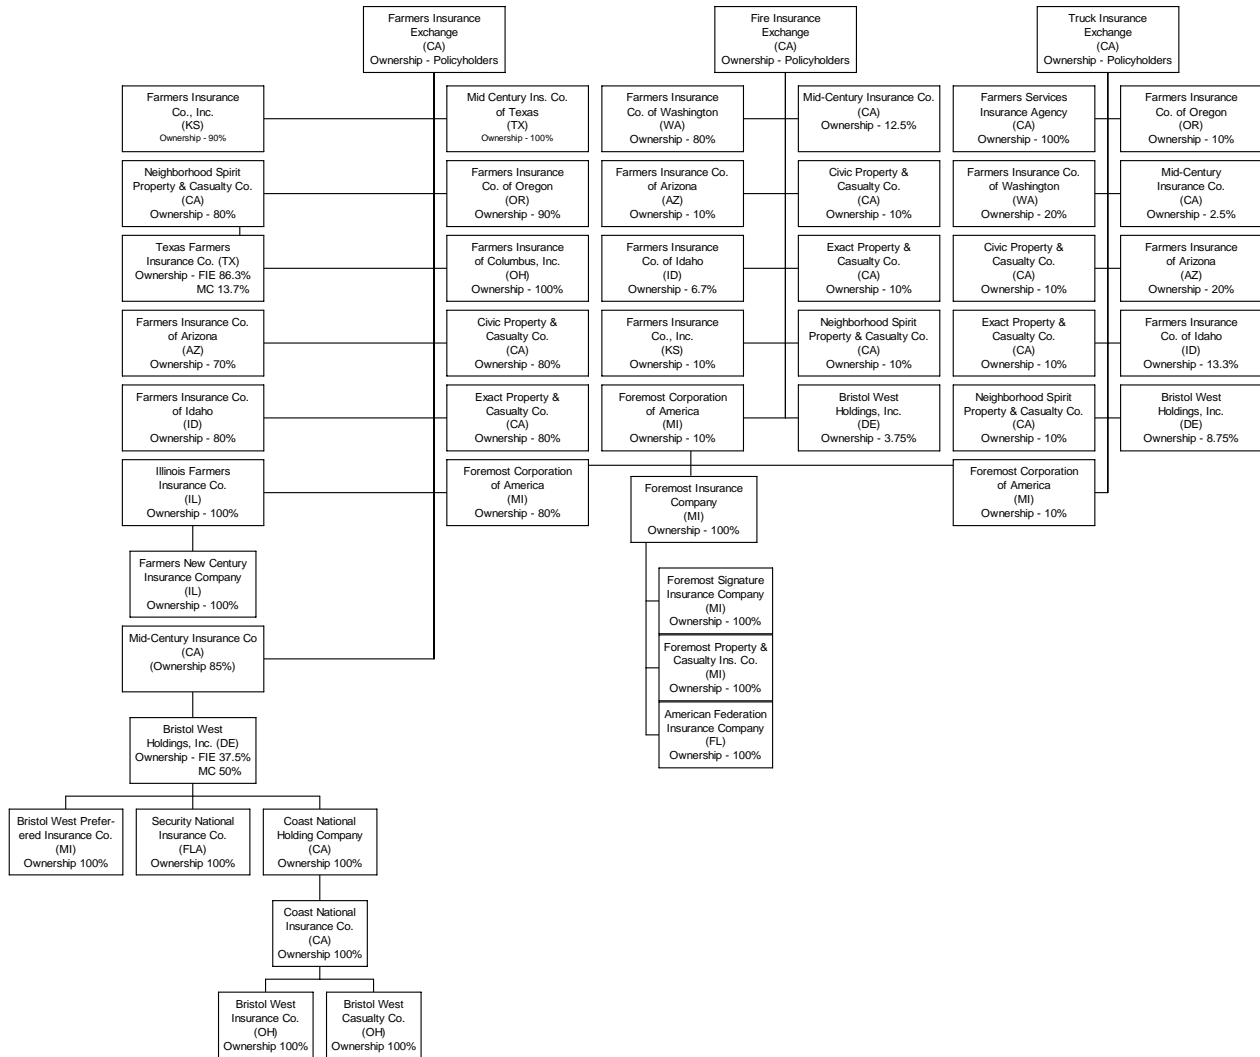 Farmers Insurance
Exchange
(CA)
Ownership - Policyholders
Fire Insurance
Exchange
(CA)
Ownership - Policyholders
Truck Insurance
Exchange
(CA)
Ownership - Policyholders
Farmers Insurance
Co., Inc.
(KS)
Ownership - 90%
Mid Century Ins. Co.
of Texas
(TX)
Ownership - 100%
Farmers Insurance
Co. of Washington
(WA)
Ownership - 80%
Mid-Century Insurance Co.
(CA)
Ownership - 12.5%
Farmers Services
Insurance Agency
(CA)
Ownership - 100%
Farmers Insurance
Co. of Oregon
(OR)
Ownership - 10%
Neighborhood Spirit
Property & Casualty Co.
(CA)
Ownership - 80%
Farmers Insurance
Co. of Oregon
(OR)
Ownership - 90%
Farmers Insurance Co.
of Arizona
(AZ)
Ownership - 10%
Civic Property &
Casualty Co.
(CA)
Ownership - 10%
Farmers Insurance Co.
of Washington
(WA)
Ownership - 20%
Mid-Century
Insurance Co.
(CA)
Ownership - 2.5%
Texas Farmers
Insurance Co. (TX)
Ownership - FIE 86.3%
MC 13.7%
Farmers Insurance
of Columbus, Inc.
(OH)
Ownership - 100%
Farmers Insurance
Co. of Idaho
(ID)
Ownership - 6.7%
Exact Property &
Casualty Co.
(CA)
Ownership - 10%
Civic Property &
Casualty Co.
(CA)
Ownership - 10%
Farmers Insurance
of Arizona
(AZ)
Ownership - 20%
Farmers Insurance Co.
of Arizona
(AZ)
Ownership - 70%
Civic Property &
Casualty Co.
(CA)
Ownership - 80%
Farmers Insurance
Co., Inc.
(KS)
Ownership - 10%
Neighborhood Spirit
Property & Casualty Co.
(CA)
Ownership - 10%
Exact Property &
Casualty Co.
(CA)
Ownership - 10%
Farmers Insurance
Co. of Idaho
(ID)
Ownership - 13.3%
Farmers Insurance Co.
of Idaho
(ID)
Ownership - 80%
Exact Property &
Casualty Co.
(CA)
Ownership - 80%
Foremost Corporation
of America
(MI)
Ownership - 10%
Bristol West
Holdings, Inc.
(DE)
Ownership - 3.75%
Neighborhood Spirit
Property & Casualty Co.
(CA)
Ownership - 10%
Bristol West
Holdings, Inc.
(DE)
Ownership - 8.75%
Illinois Farmers
Insurance Co.
(IL)
Ownership - 100%
Foremost Corporation
of America
(MI)
Ownership - 80%
Foremost Insurance
Company
(MI)
Ownership - 100%
Foremost Corporation
of America
(MI)
Ownership - 10%
Farmers New Century
Insurance Company
(IL)
Ownership - 100%
Foremost Signature
Insurance Company
(MI)
Ownership - 100%
Mid-Century Insurance Co
(CA)
(Ownership 85%)
Foremost Property &
Casualty Ins. Co.
(MI)
Ownership - 100%
American Federation
Insurance Company
(FL)
Ownership - 100%
Bristol West
Holdings, Inc. (DE)
Ownership - FIE 37.5%
MC 50%
Bristol West Prefer-
ered Insurance Co.
(MI)
Ownership 100%
Security National
Insurance Co.
(FLA)
Ownership 100%
Coast National
Holding Company
(CA)
Ownership 100%
Coast National
Insurance Co.
(CA)
Ownership 100%
Bristol West
Insurance Co.
(OH)
Ownership 100%
Bristol West
Casualty Co.
(OH)
Ownership 100%